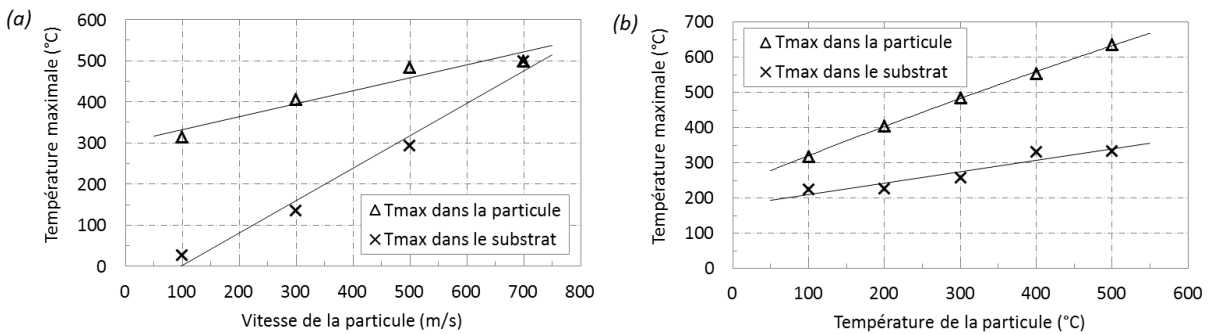 (a)
Température maximale (°C)
600
500
400
300
200
100
0
0 100 200 300 400 500 600 700 800
Vitesse de la particule (m/s)
Tmax dans la particule
Tmax dans le substrat
(b)
Température maximale (°C)
700
600
500
400
300
200
100
0
0 100 200 300 400 500 600
Température de la particule (°C)
Tmax dans la particule
Tmax dans le substrat